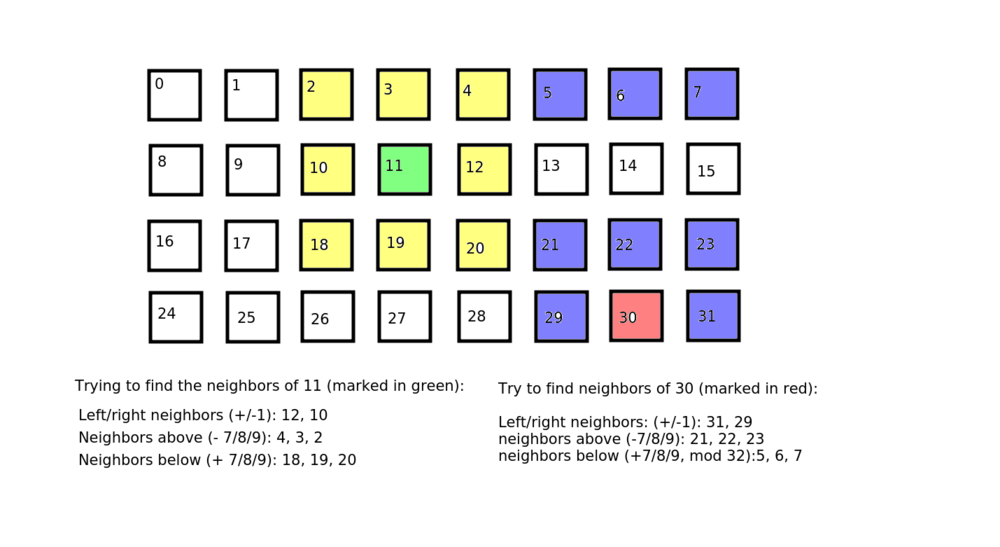 0 1 2 3 4 5 6 7
8 9 10 11 12 13 14 15
16 17 18 19 20 21 22 23
24 25 26 27 28 29 30 31
Trying to find the neighbors of 11 (marked in green):
Left/right neighbors (+/-1): 12, 10
Neighbors above (- 7/8/9): 4, 3, 2
Neighbors below (+ 7/8/9): 18, 19, 20
Try to find neighbors of 30 (marked in red):
Left/right neighbors: (+/-1): 31, 29
neighbors above (-7/8/9): 21, 22, 23
neighbors below (+7/8/9, mod 32):5, 6, 7